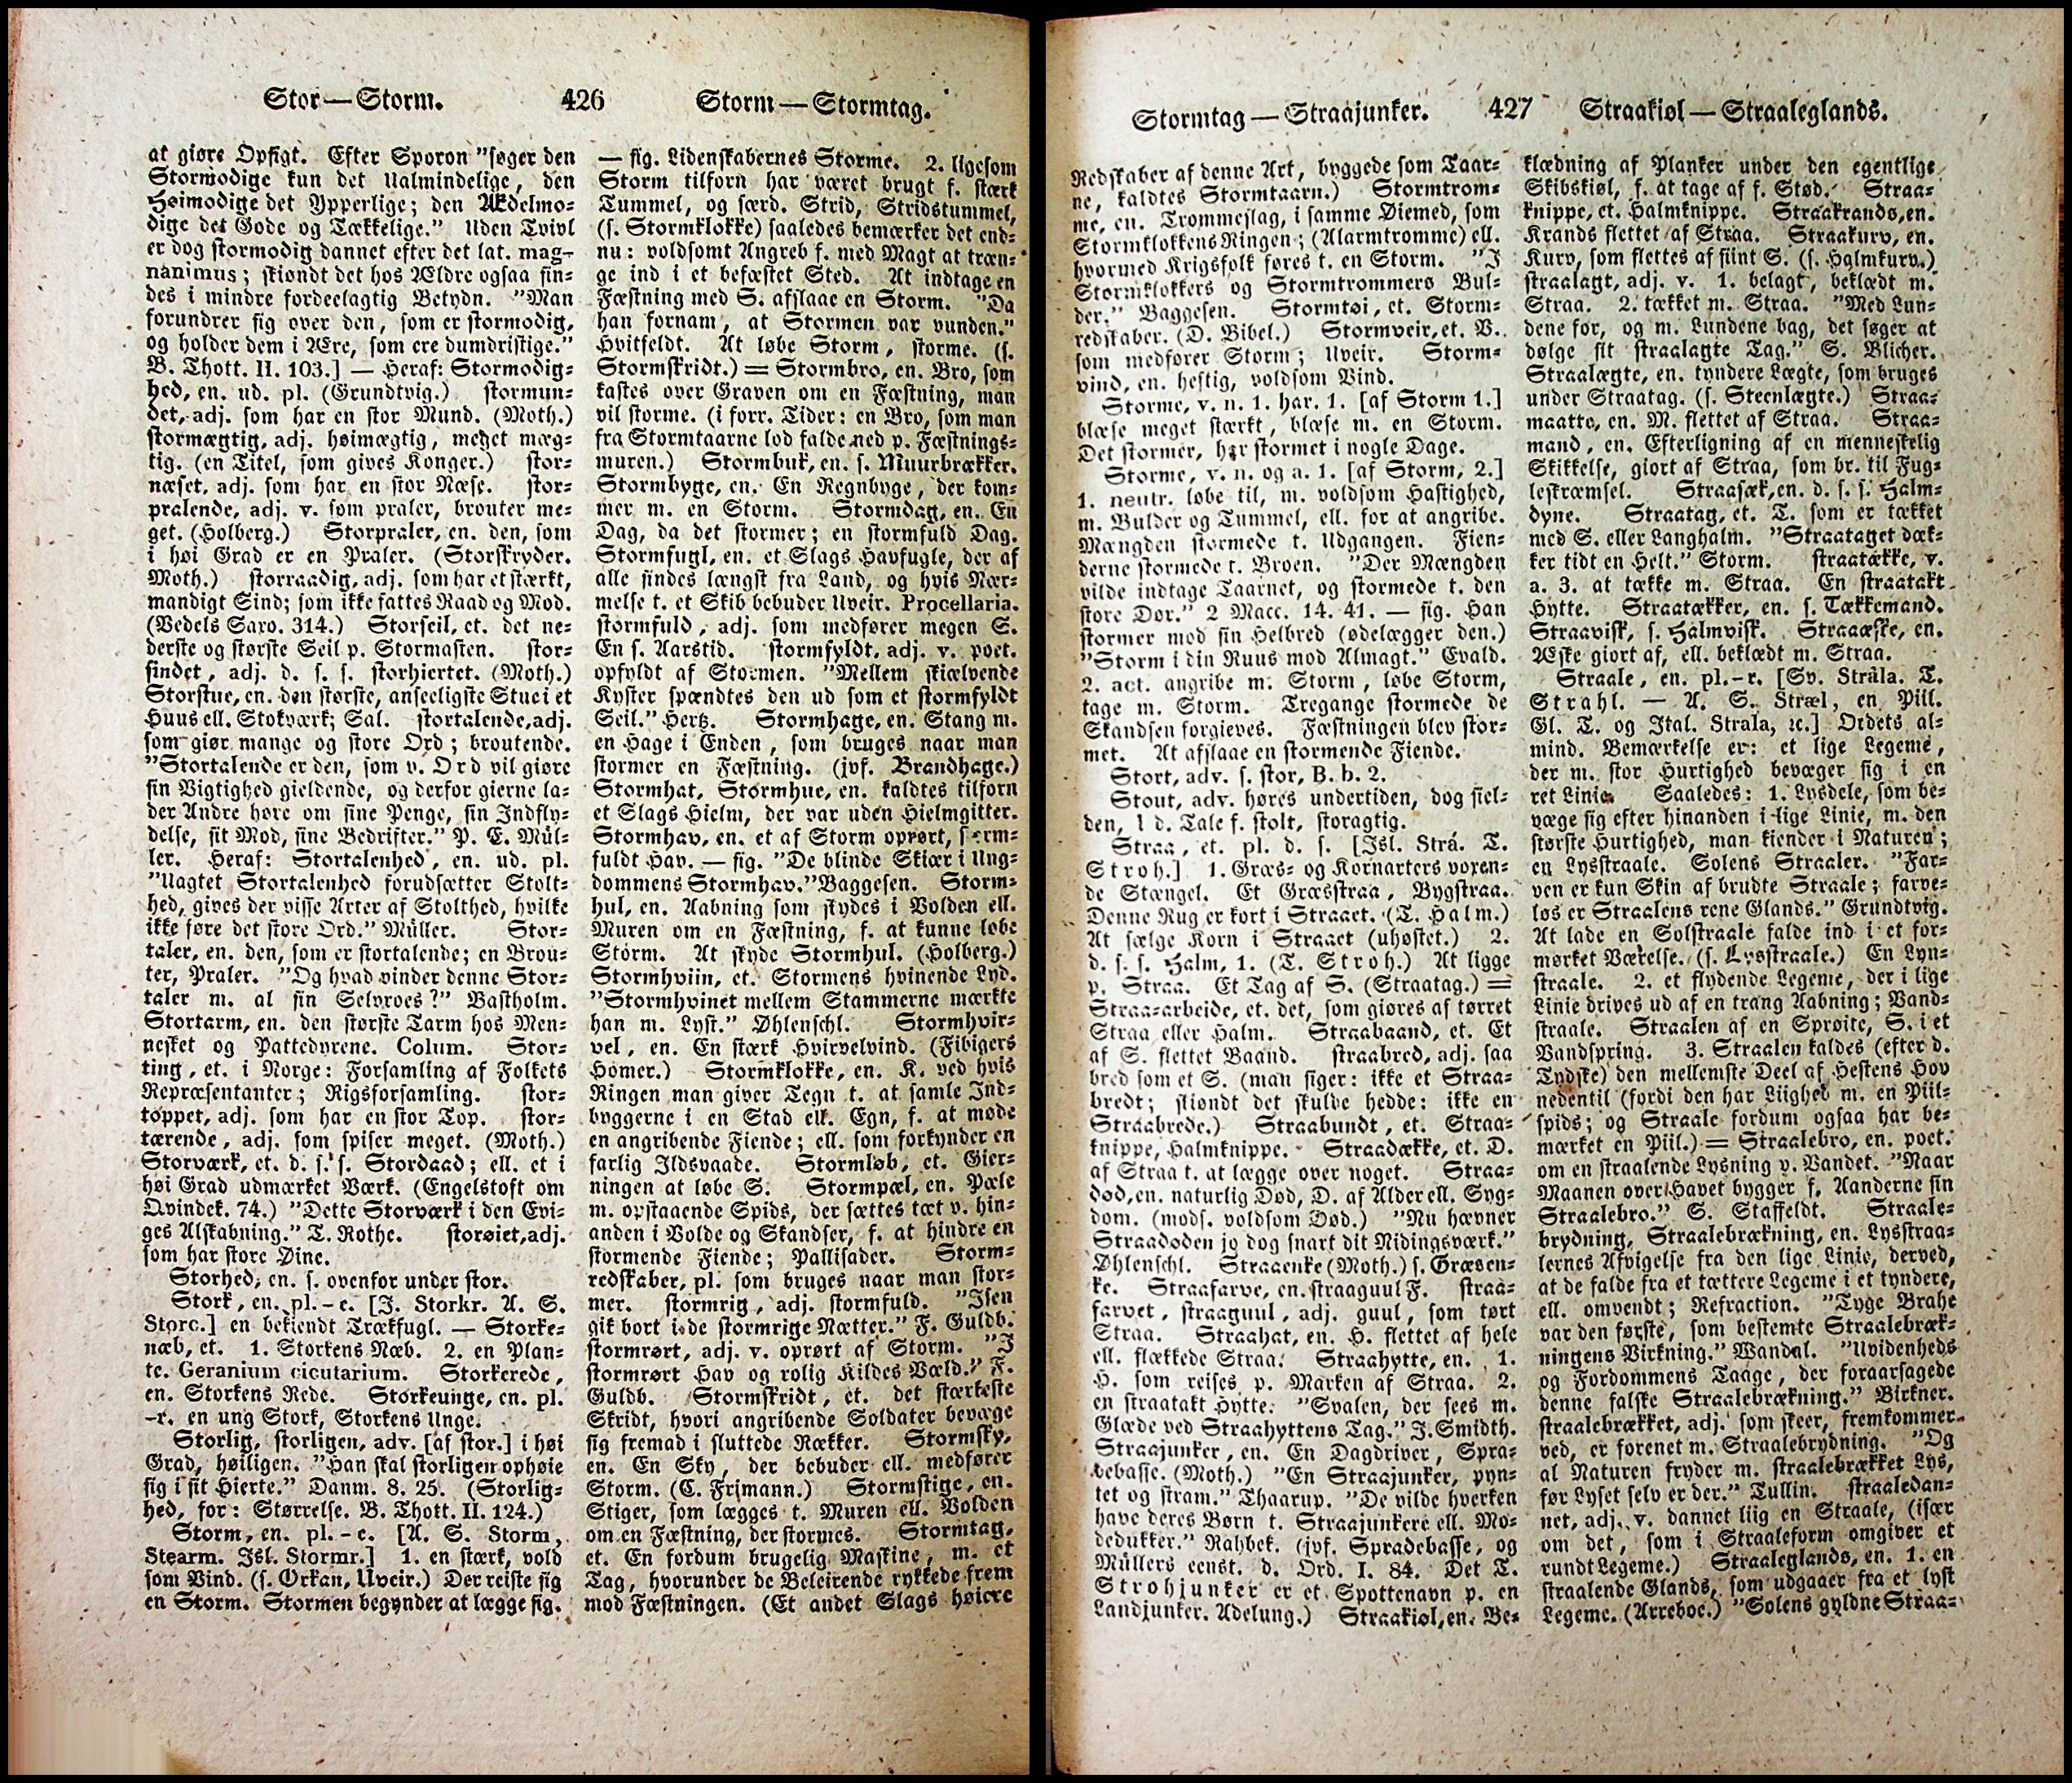 Stor — Storm.
426
Storm — Stormtag.
at giøre Opsigt. Efter Sporon "søger den
Stormodige kun det Ualmindelige, den
Høimodige det Ypperlige; den Ædelmo-
dige det Gode og Tækkelige." Uden Tvivl
er dog stormodig dannet efter det lat. mag-
nanimus; skiøndt det hos Ældre ogsaa fin-
des i mindre fordeelagtig Betydn. "Man
forundrer sig over den, som er stormodig,
og holder dem i Ære, som ere dumdristige."
B. Thott. II. 103.] — Heraf: Stormodig-
hed, en. ud. pl. (Grundtvig.) stormun-
det, adj. som har en stor Mund. (Moth.)
stormægtig, adj. høimægtig, meget mæg-
tig. (en Titel, som gives Konger.) stor-
næset, adj. som har en stor Næse. stor-
pralende, adj. v. som praler, brouter me-
get. (Holberg.) Storpraler, en. den, som
i høi Grad er en Praler. (Storskryder.
Moth.) storraadig, adj. som har et stærkt,
mandigt Sind; som ikke fattes Raad og Mod.
(Vedels Saxo. 314.) Storseil, et. det ne-
derste og største Seil p. Stormasten. stor-
sindet, adj. d. s. s. storhiertet. (Moth.)
Storstue, en. den største, anseeligste Stue i et
Huus ell. Stokværk; Sal. stortalende, adj.
som giør mange og store Ord; broutende.
"Stortalende er den, som v. Ord vil giøre
sin Vigtighed gieldende, og derfor gierne la-
der Andre høre om sine Penge, sin Indfly-
delse, sit Mod, sine Bedrifter." P. E. Mül-
ler. Heraf: Stortalenhed, en. ud. pl.
"Uagtet Stortalenhed forudsætter Stolt-
hed, gives der visse Arter af Stolthed, hvilke
ikke føre det store Ord." Müller. Stor-
taler, en. den, som er stortalende; en Brou-
ter, Praler. "Og hvad vinder denne Stor-
taler m. al sin Selvroes?" Bastholm.
Stortarm, en. den største Tarm hos Men-
nesket og Pattedyrene. Colum. Stor-
ting, et. i Norge: Forsamling af Folkets
Repræsentanter; Rigsforsamling. stor-
toppet, adj. som har en stor Top. stor-
tærende, adj. som spiser meget. (Moth.)
Storværk, et. d. s. s. Stordaad; ell. et i
høi Grad udmærket Værk. (Engelstoft om
Qvindek. 74.) "Dette Storværk i den Evi-
ges Alskabning." T. Rothe. storøiet, adj.
som har store Øine.
Storhed, en. s. ovenfor under stor.
Stork, en. pl. - e. [J. Storkr. A. S.
Storc.] en bekiendt Trækfugl. — Storke-
næb, et. 1. Storkens Næb. 2. en Plan-
te. Geranium cicutarium. Storkerede,
en. Storkens Rede. Storkeunge, en. pl.
-r. en ung Stork, Storkens Unge.
Storlig, storligen, adv. [af stor.] i høi
Grad, høiligen. "Han skal storligen ophøie
sig i sit Hierte." Danm. 8. 25. (Storlig-
hed, for: Størrelse. B. Thott. II. 124.)
Storm, en. pl. - e. [A. S. Storm,
Stearm. Isl. Stormr.] 1. en stærk, vold
som Vind. (s. Orkan, Uveir.) Der reiste sig
en Storm. Stormen begynder at lægge sig.
— fig. Lidenskabernes Storme. 2. ligesom
Storm tilforn har været brugt f. stærk
Tummel, og særd. Strid, Stridstummel,
(s. Stormklokke) saaledes bemærker det end-
nu: voldsomt Angreb f. med Magt at træn-
ge ind i et befæstet Sted. At indtage en
Fæstning med S. afslaae en Storm. "Da
han fornam, at Stormen var vunden."
Hvitfeldt. At løbe Storm, storme. (s.
Stormskridt.) = Stormbro, en. Bro, som
kastes over Graven om en Fæstning, man
vil storme. (i forr. Tider: en Bro, som man
fra Stormtaarne lod falde ned p. Fæstnings-
muren.) Stormbuk, en. s. Muurbrækker.
Stormbyge, en. En Regnbyge, der kom-
mer m. en Storm. Stormdag, en. En
Dag, da det stormer; en stormfuld Dag.
Stormfugl, en. et Slags Havfugle, der af
alle findes længst fra Land, og hvis Nær-
melse t. et Skib bebuder Uveir. Procellaria.
stormfuld, adj. som medfører megen S.
En s. Aarstid. stormfyldt, adj. v. poet.
opfyldt af Stormen. "Mellem skiælvende
Kyster spændtes den ud som et stormfyldt
Seil." Hertz. Stormhage, en. Stang m.
en Hage i Enden, som bruges naar man
stormer en Fæstning. (jvf. Brandhage.)
Stormhat, Stormhue, en. kaldtes tilforn
et Slags Hielm, der var uden Hielmgitter.
Stormhav, en. et af Storm oprørt, storm-
fuldt Hav. — fig. "De blinde Skiær i Ung-
dommens Stormhav." Baggesen. Storm-
hul, en. Aabning som skydes i Volden ell.
Muren om en Fæstning, f. at kunne løbe
Storm. At skyde Stormhul. (Holberg.)
Stormhviin, et. Stormens hvinende Lyd.
"Stormhvinet mellem Stammerne mærkte
han m. Lyst." Øhlenschl. Stormhvir-
vel, en. En stærk Hvirvelvind. (Fibigers
Homer.) Stormklokke, en. K. ved hvis
Ringen man giver Tegn t. at samle Ind-
byggerne i en Stad ell. Egn, f. at møde
en angribende Fiende; ell. som forkynder en
farlig Ildsvaade. Stormløb, et. Gier-
ningen at løbe S. Stormpæl, en. Pæle
m. opstaaende Spids, der sættes tæt v. hin-
anden i Volde og Skandser, f. at hindre en
stormende Fiende; Pallisader. Storm-
redskaber, pl. som bruges naar man stor-
mer. stormrig, adj. stormfuld. "Isen
gik bort i de stormrige Nætter." F. Guldb.
stormrørt, adj. v. oprørt af Storm. "I
stormrørt Hav og rolig Kildes Væld." F.
Guldb. Stormskridt, et. det stærkeste
Skridt, hvori angribende Soldater bevæge
sig fremad i sluttede Rækker. Stormsky,
en. En Sky, der bebuder ell. medfører
Storm. (C. Frimann.) Stormstige, en.
Stiger, som lægges t. Muren ell. Volden
om en Fæstning, der stormes. Stormtag,
et. En fordum brugelig Maskine, m. et
Tag, hvorunder de Beleirende rykkede frem
mod Fæstningen. (Et andet Slags høiere
Stormtag — Straajunker.
427
Straakiøl — Straaleglands.
Redskaber af denne Art, byggede som Taar-
ne, kaldtes Stormtaarn.) Stormtrom-
me, en. Trommeslag, i samme Øiemed, som
Stormklokkens Ringen; (Alarmtromme) ell.
hvormed Krigsfolk føres t. en Storm. "I
Stormklokkers og Stormtrommers Bul-
der." Baggesen. Stormtøi, et. Storm-
redskaber. (D. Bibel.) Stormveir, et. V.
som medfører Storm; Uveir. Storm-
vind, en. heftig, voldsom Vind.
Storme, v. n. 1. har. 1. [af Storm 1.]
blæse meget stærkt, blæse m. en Storm.
Det stormer, har stormet i nogle Dage.
Storme, v. n. og a. 1. [af Storm, 2.]
1. neutr. løbe til, m. voldsom Hastighed,
m. Bulder og Tummel, ell. for at angribe.
Mængden stormede t. Udgangen. Fien-
derne stormede t. Broen. "Der Mængden
vilde indtage Taarnet, og stormede t. den
store Dør." 2 Macc. 14. 41. — fig. Han
stormer mod sin Helbred (ødelægger den.)
"Storm i din Ruus mod Almagt." Evald.
2. act. angribe m. Storm, løbe Storm,
tage m. Storm. Tregange stormede de
Skandsen forgieves. Fæstningen blev stor-
met. At afslaae en stormende Fiende.
Stort, adv. s. stor, B. b. 2.
Stout, adv. høres undertiden, dog siel-
den, i d. Tale f. stolt, storagtig.
Straa, et. pl. d. s. [Isl. Strá. T.
Stroh.] 1. Græs- og Kornarters voxen-
de Stængel. Et Græsstraa, Bygstraa.
Denne Rug er kort i Straaet. (T. Halm.)
At sælge Korn i Straaet (uhøstet.) 2.
d. s. s. Halm, 1. (T. Stroh.) At ligge
p. Straa. Et Tag af S. (Straatag.) =
Straa-arbeide, et. det, som giøres af tørret
Straa eller Halm. Straabaand, et. Et
af S. flettet Baand. straabred, adj. saa
bred som et S. (man siger: ikke et Straa-
bredt; skiøndt det skulde hedde: ikke en
Straabrede.) Straabundt, et. Straa-
knippe, Halmknippe. Straadække, et. D.
af Straa t. at lægge over noget. Straa-
død, en. naturlig Død, D. af Alder ell. Syg-
dom. (mods. voldsom Død.) "Nu hævner
Straadøden jo dog snart dit Nidingsværk."
Øhlenschl. Straaenke (Moth.) s. Græsen-
ke. Straafarve, en. straaguul F. straa-
farvet, straaguul, adj. guul, som tørt
Straa. Straahat, en. H. flettet af hele
ell. flækkede Straa. Straahytte, en. 1.
H. som reises p. Marken af Straa. 2.
en straatakt Hytte. "Svalen, der sees m.
Glæde ved Straahyttens Tag." J. Smidth.
Straajunker, en. En Dagdriver, Spra-
debasse. (Moth.) "En Straajunker, pyn-
tet og stram." Thaarup. "De vilde hverken
have deres Børn t. Straajunkere ell. Mo-
dedukker." Rahbek. (jvf. Spradebasse, og
Müllers eenst. d. Ord. I. 84. Det T.
Strohjunker er et Spottenavn p. en
Landjunker. Adelung.) Straakiøl, en. Be-
klædning af Planker under den egentlige
Skibskiøl, f. at tage af f. Stød. Straa-
knippe, et. Halmknippe. Straakrands, en.
Krands flettet af Straa. Straakurv, en.
Kurv, som flettes af fiint S. (s. Halmkurv.)
straalagt, adj. v. 1. belagt, beklædt m.
Straa. 2. tækket m. Straa. "Med Lun-
dene for, og m. Lundene bag, det søger at
dølge sit straalagte Tag." S. Blicher.
Straalægte, en. tyndere Lægte, som bruges
under Straatag. (s. Steenlægte.) Straa-
maatte, en. M. flettet af Straa. Straa-
mand, en. Efterligning af en menneskelig
Skikkelse, giort af Straa, som br. til Fug-
leskræmsel. Straasæk, en. d. s. s. Halm-
dyne. Straatag, et. T. som er tækket
med S. eller Langhalm. "Straataget dæk-
ker tidt en Helt." Storm. straatække, v.
a. 3. at tække m. Straa. En straatakt
Hytte. Straatækker, en. s. Tækkemand.
Straavisk, s. Halmvisk. Straaæske, en.
Æske giort af, ell. beklædt m. Straa.
Straale, en. pl. -r. [Sv. Stråla. T.
Strahl. — A. S. Stræl, en Piil.
Gl. T. og Ital. Strala, ꝛc.] Ordets al-
mind. Bemærkelse er: et lige Legeme,
der m. stor Hurtighed bevæger sig i en
ret Linie. Saaledes: 1. Lysdele, som be-
væge sig efter hinanden i lige Linie, m. den
største Hurtighed, man kiender i Naturen;
en Lysstraale. Solens Straaler. "Far-
ven er kun Skin af brudte Straale; farve-
løs er Straalens rene Glands." Grundtvig.
At lade en Solstraale falde ind i et for-
mørket Værelse. (s. Lysstraale.) En Lyn-
straale. 2. et flydende Legeme, der i lige
Linie drives ud af en trang Aabning; Vand-
straale. Straalen af en Sprøite, S. i et
Vandspring. 3. Straalen kaldes (efter d.
Tydske) den mellemste Deel af Hestens Hov
nedentil (fordi den har Liighed m. en Piil-
spids; og Straale fordum ogsaa har be-
mærket en Piil.) = Straalebro, en. poet.
om en straalende Lysning p. Vandet. "Naar
Maanen over Havet bygger f. Aanderne sin
Straalebro." S. Staffeldt. Straale-
brydning, Straalebrækning, en. Lysstraa-
lernes Afvigelse fra den lige Linie, derved,
at de falde fra et tættere Legeme i et tyndere,
ell. omvendt; Refraction. "Tyge Brahe
var den første, som bestemte Straalebræk-
ningens Virkning." Wandal. "Uvidenheds
og Fordommens Taage, der foraarsagede
denne falske Straalebrækning." Birkner.
straalebrækket, adj. som skeer, fremkommer
ved, er forenet m. Straalebrydning. "Og
al Naturen fryder m. straalebrækket Lys,
før Lyset selv er der." Tullin. straaledan-
net, adj. v. dannet liig en Straale, (især
om det, som i Straaleform omgiver et
rundt Legeme.) Straaleglands, en. 1. en
straalende Glands, som udgaaer fra et lyst
Legeme. (Arreboe.) "Solens gyldne Straa-